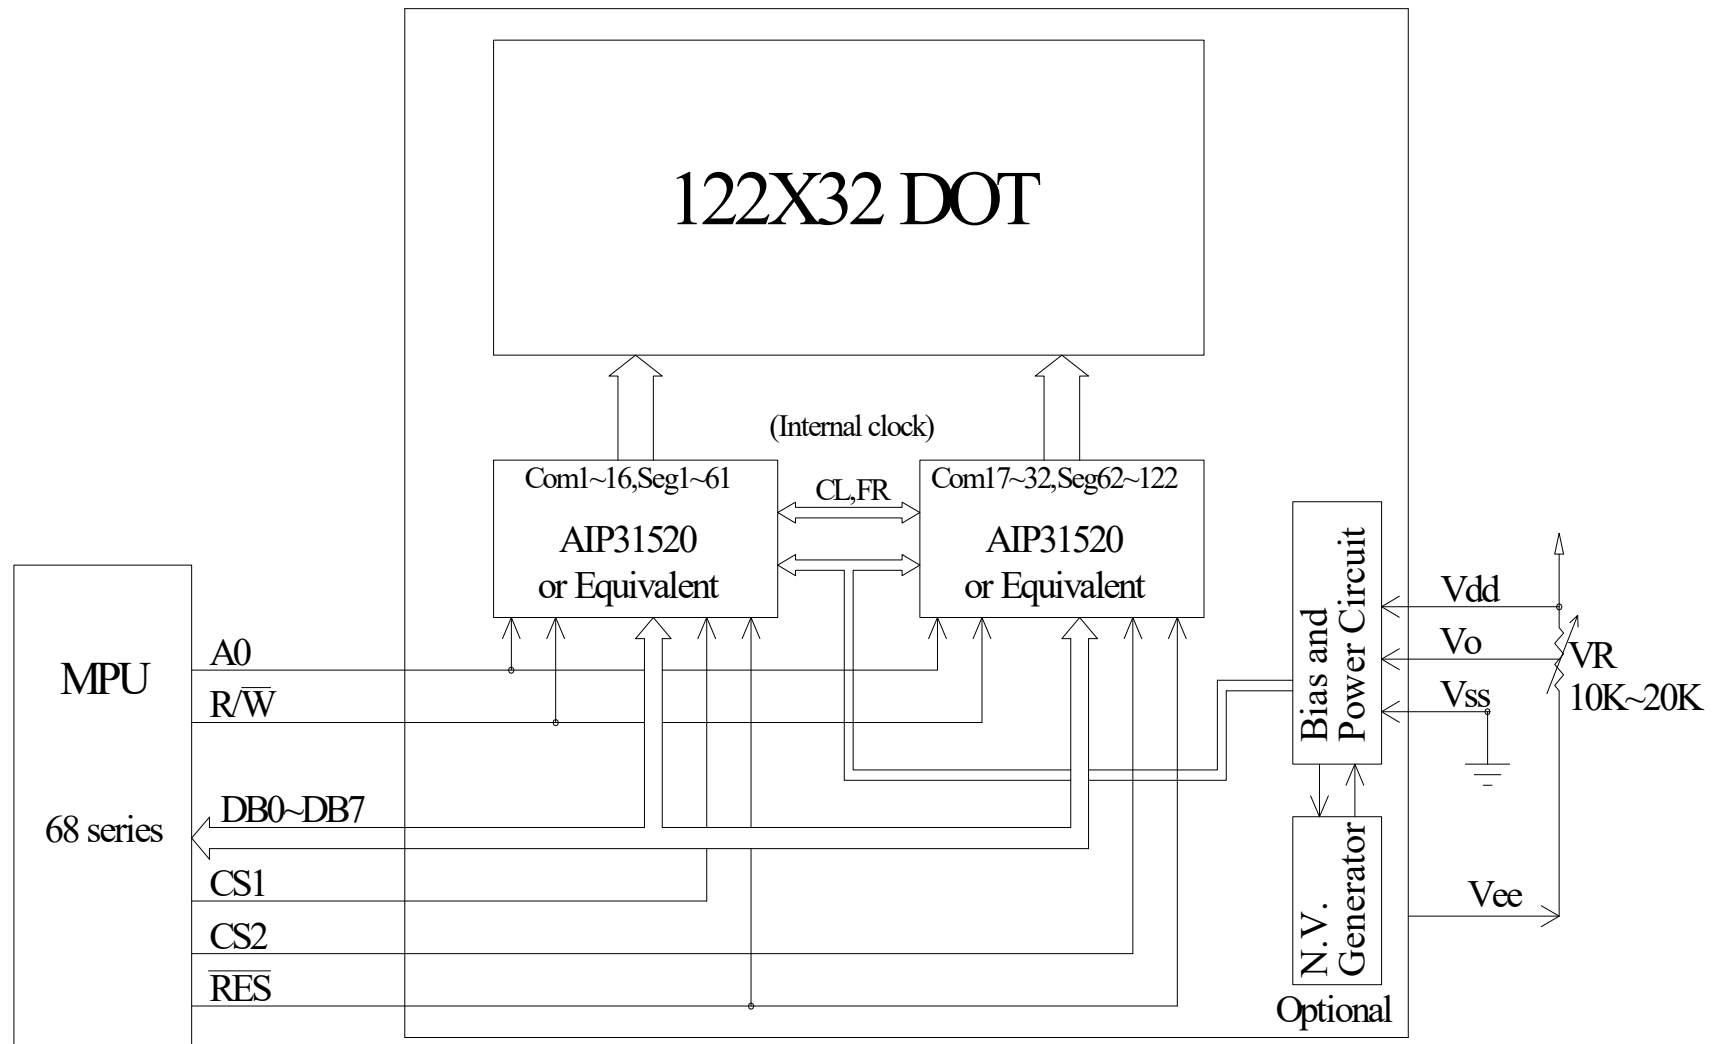 122X32 DOT
(Internal clock)
Com1~16,Seg1~61
AIP31520
or Equivalent
CL,FR
Com17~32,Seg62~122
AIP31520
or Equivalent
MPU
68 series
A0
R/W̅
DB0~DB7
CS1
CS2
R̅E̅S̅
Bias and
Power Circuit
N.V.
Generator
Optional
Vdd
Vo
Vss
VR
10K~20K
Vee